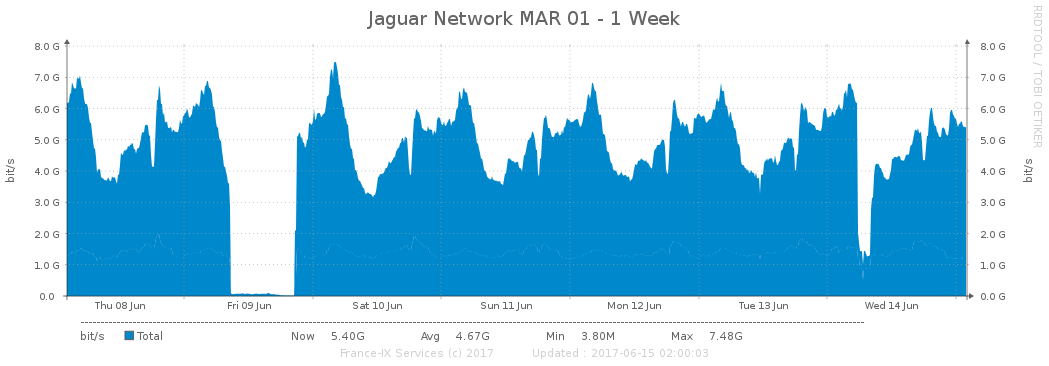 Jaguar Network MAR 01 - 1 Week
RRDTOOL / TOBI OETIKER
8.0 G 8.0 G
7.0 G 7.0 G
6.0 G 6.0 G
5.0 G 5.0 G
4.0 G 4.0 G
3.0 G 3.0 G
2.0 G 2.0 G
1.0 G 1.0 G
0.0 0.0 G
bit/s bit/s
Thu 08 Jun Fri 09 Jun Sat 10 Jun Sun 11 Jun Mon 12 Jun Tue 13 Jun Wed 14 Jun
bit/s Total Now 5.40G Avg 4.67G Min 3.80M Max 7.48G
France-IX Services (c) 2017 Updated : 2017-06-15 02:00:03